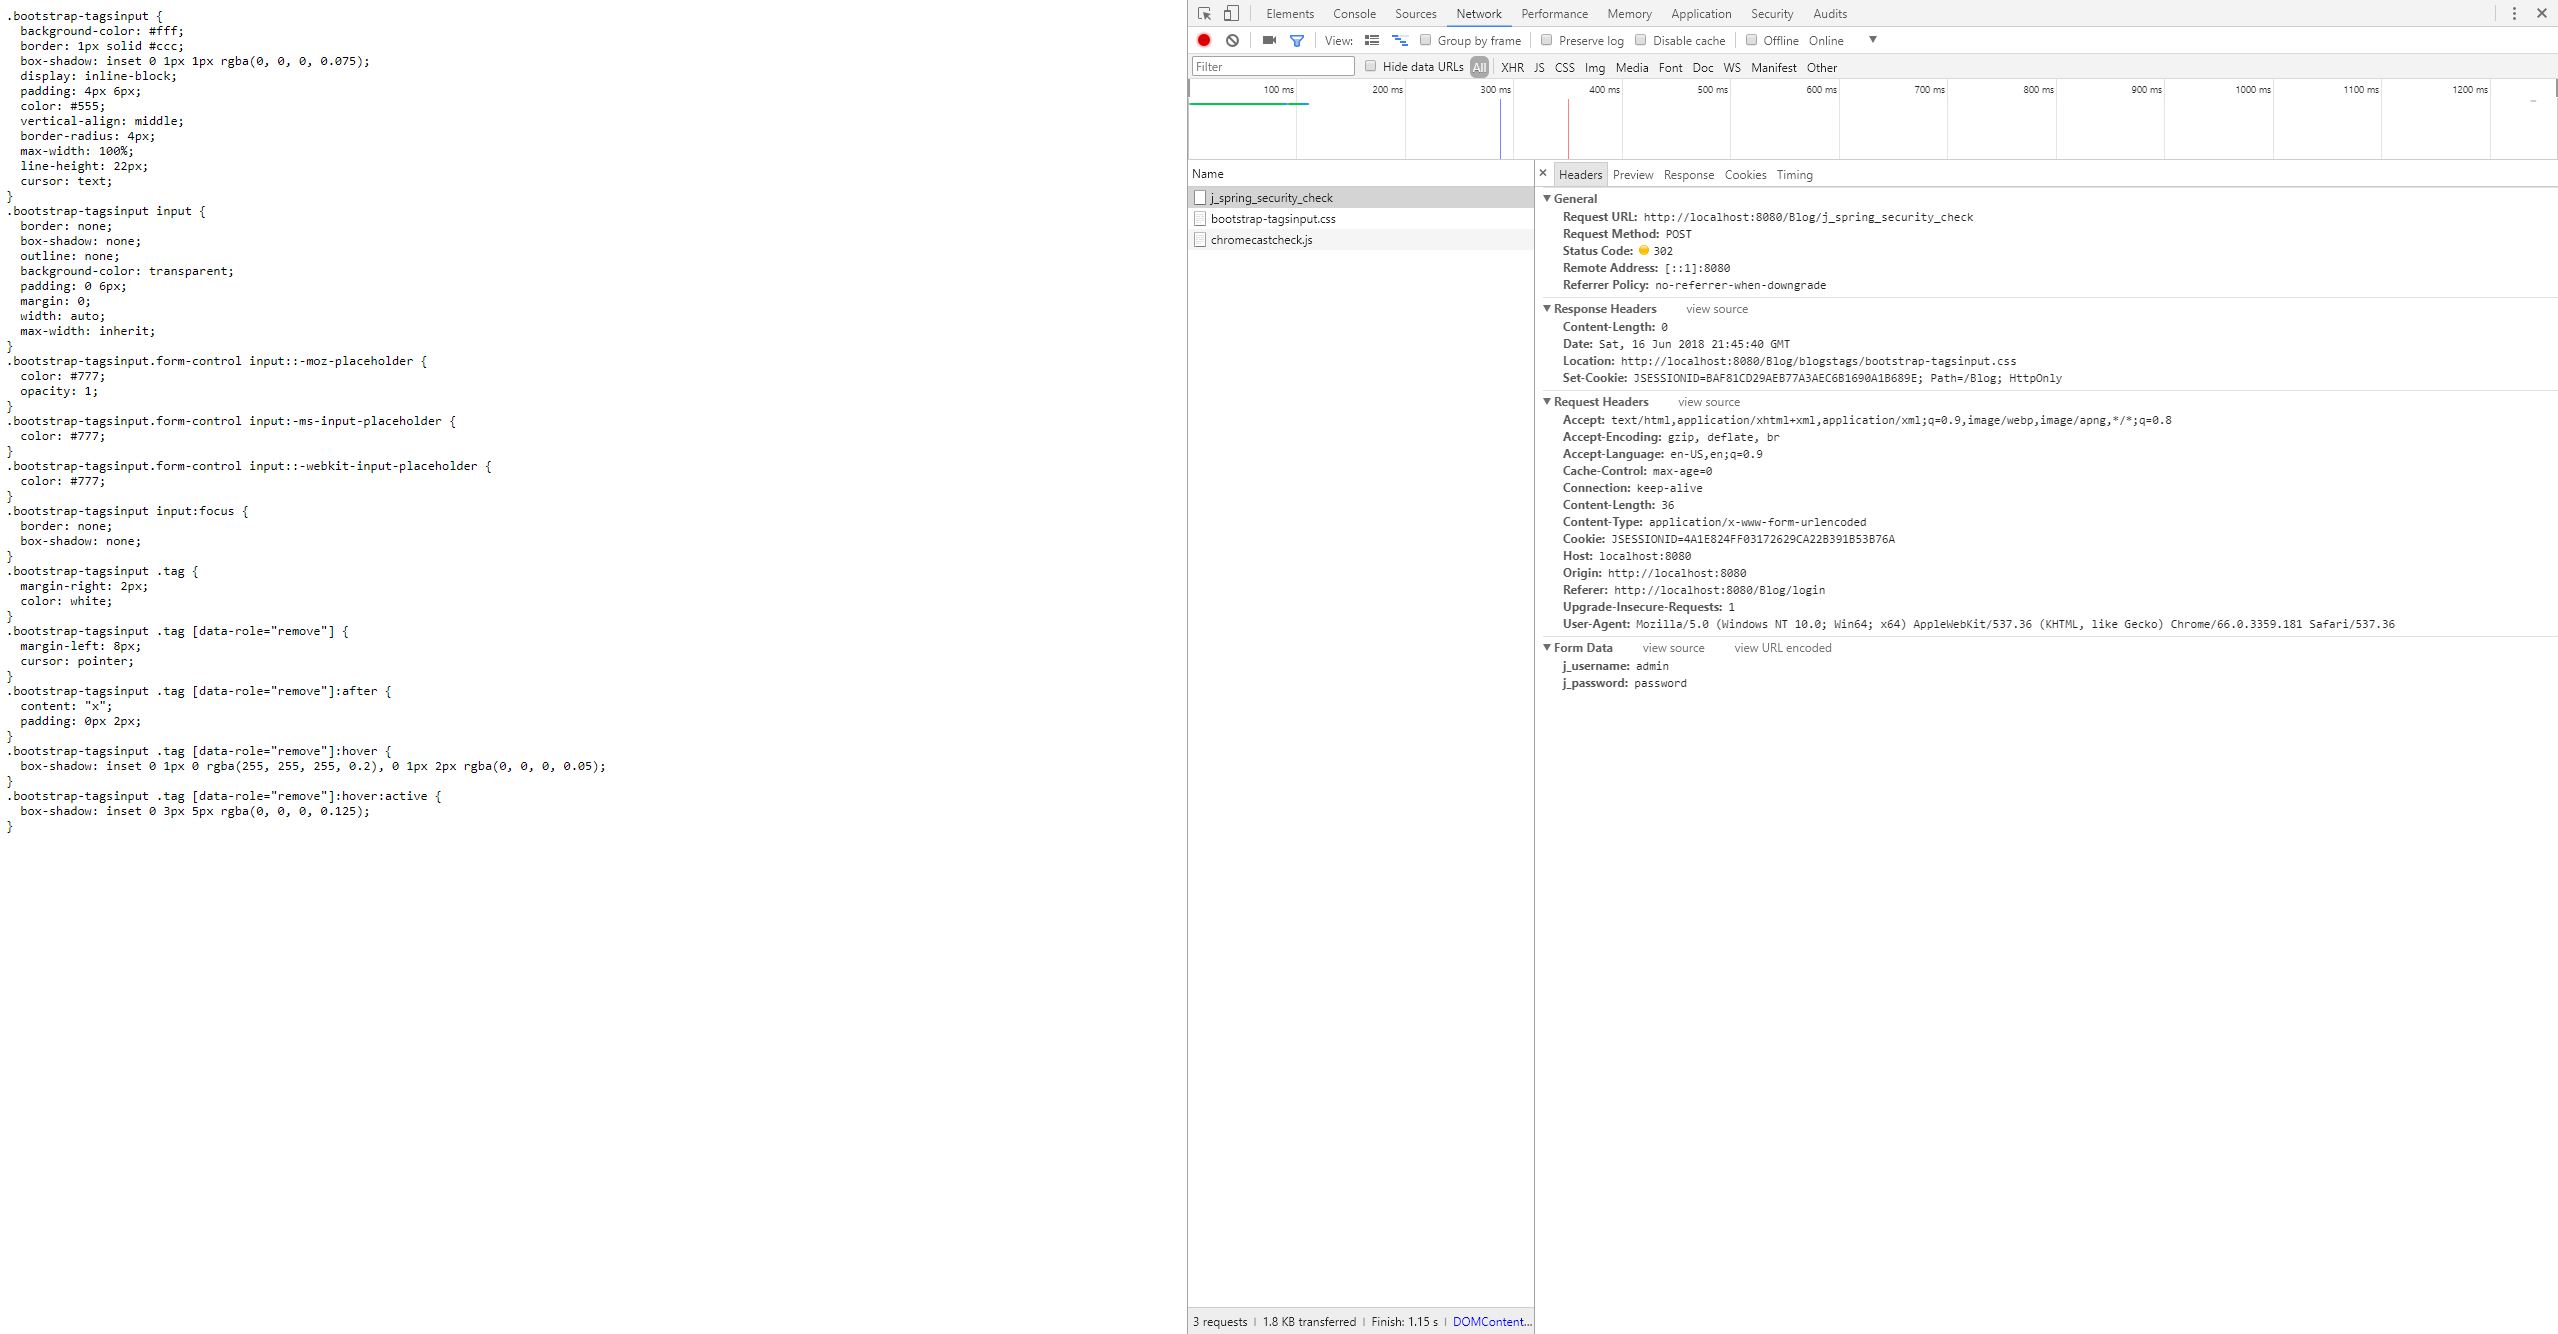 .bootstrap-tagsinput {
  background-color: #fff;
  border: 1px solid #ccc;
  box-shadow: inset 0 1px 1px rgba(0, 0, 0, 0.075);
  display: inline-block;
  padding: 4px 6px;
  color: #555;
  vertical-align: middle;
  border-radius: 4px;
  max-width: 100%;
  line-height: 22px;
  cursor: text;
}
.bootstrap-tagsinput input {
  border: none;
  box-shadow: none;
  outline: none;
  background-color: transparent;
  padding: 0 6px;
  margin: 0;
  width: auto;
  max-width: inherit;
}
.bootstrap-tagsinput.form-control input::-moz-placeholder {
  color: #777;
  opacity: 1;
}
.bootstrap-tagsinput.form-control input:-ms-input-placeholder {
  color: #777;
}
.bootstrap-tagsinput.form-control input::-webkit-input-placeholder {
  color: #777;
}
.bootstrap-tagsinput input:focus {
  border: none;
  box-shadow: none;
}
.bootstrap-tagsinput .tag {
  margin-right: 2px;
  color: white;
}
.bootstrap-tagsinput .tag [data-role="remove"] {
  margin-left: 8px;
  cursor: pointer;
}
.bootstrap-tagsinput .tag [data-role="remove"]:after {
  content: "x";
  padding: 0px 2px;
}
.bootstrap-tagsinput .tag [data-role="remove"]:hover {
  box-shadow: inset 0 1px 0 rgba(255, 255, 255, 0.2), 0 1px 2px rgba(0, 0, 0, 0.05);
}
.bootstrap-tagsinput .tag [data-role="remove"]:hover:active {
  box-shadow: inset 0 3px 5px rgba(0, 0, 0, 0.125);
}
Elements Console Sources Network Performance Memory Application Security Audits
View: Group by frame Preserve log Disable cache Offline Online
Filter Hide data URLs All XHR JS CSS Img Media Font Doc WS Manifest Other
100 ms 200 ms 300 ms 400 ms 500 ms 600 ms 700 ms 800 ms 900 ms 1000 ms 1100 ms 1200 ms
Name
j_spring_security_check
bootstrap-tagsinput.css
chromecastcheck.js
3 requests | 1.8 KB transferred | Finish: 1.15 s | DOMContent...
× Headers Preview Response Cookies Timing
General
Request URL: http://localhost:8080/Blog/j_spring_security_check
Request Method: POST
Status Code: 302
Remote Address: [::1]:8080
Referrer Policy: no-referrer-when-downgrade
Response Headers view source
Content-Length: 0
Date: Sat, 16 Jun 2018 21:45:40 GMT
Location: http://localhost:8080/Blog/blogstags/bootstrap-tagsinput.css
Set-Cookie: JSESSIONID=BAF81CD29AEB77A3AEC6B1690A1B689E; Path=/Blog; HttpOnly
Request Headers view source
Accept: text/html,application/xhtml+xml,application/xml;q=0.9,image/webp,image/apng,*/*;q=0.8
Accept-Encoding: gzip, deflate, br
Accept-Language: en-US,en;q=0.9
Cache-Control: max-age=0
Connection: keep-alive
Content-Length: 36
Content-Type: application/x-www-form-urlencoded
Cookie: JSESSIONID=4A1E824FF03172629CA22B391B53B76A
Host: localhost:8080
Origin: http://localhost:8080
Referer: http://localhost:8080/Blog/login
Upgrade-Insecure-Requests: 1
User-Agent: Mozilla/5.0 (Windows NT 10.0; Win64; x64) AppleWebKit/537.36 (KHTML, like Gecko) Chrome/66.0.3359.181 Safari/537.36
Form Data view source view URL encoded
j_username: admin
j_password: password